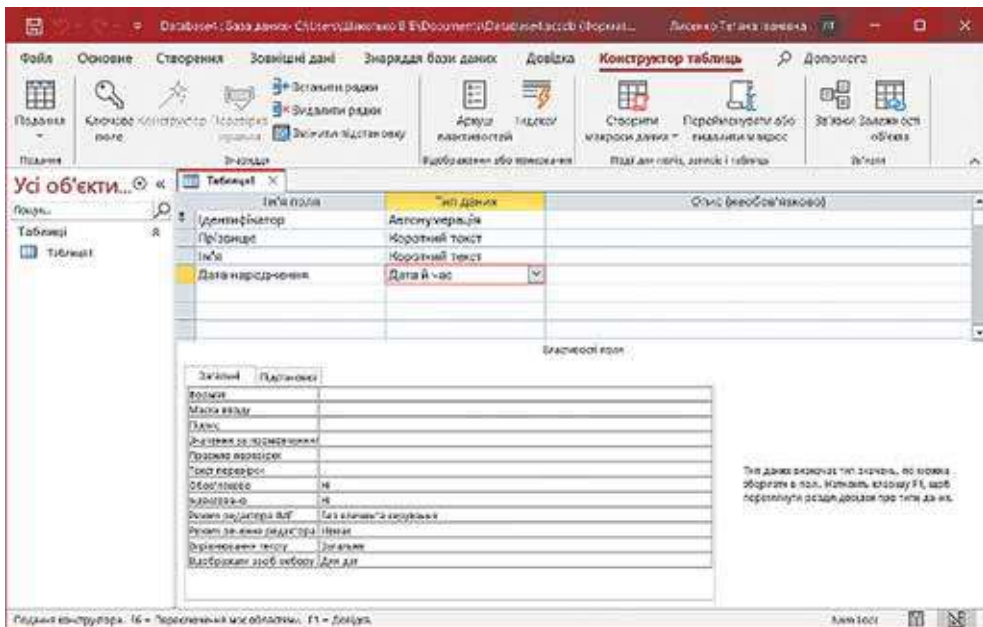 Database4 : база даних- C:\Users\ \Documents\Database4.accdb (Формат...
Лисенко Тетяна Іванівна
Файл Основне Створення Зовнішні дані Знаряддя бази даних Довідка Конструктор таблиць Допомога
Подання
Ключове поле
Конструктор
Перевірка правил
Вставити рядки
Видалити рядки
Змінити підстановку
Аркуш властивостей
Індекси
Створити макроси даних
Перейменувати або видалити макрос
Зв'язки
Залежності об'єкта
Подання Знаряддя Відображення або приховання Події для полів, записів і таблиць Зв'язки
Усі об'єкти...
Пошук...
Таблиці
Таблиця1
Таблиця1
Ім'я поля Тип даних Опис (необов'язково)
Ідентифікатор Автонумерація
Прізвище Короткий текст
Ім'я Короткий текст
Дата народження Дата й час
Властивості поля
Загальні Підстановка
Формат
Маска вводу
Підпис
Значення за промовчанням
Правило перевірки
Текст перевірки
Обов'язково Ні
Індексовано Ні
Режим редактора IME Без елемента керування
Режим речення редактора Немає
Вирівнювання тексту Загальне
Відображати засіб вибору Для дат
Тип даних визначає тип значень, які можна
зберігати в полі. Натисніть клавішу F1, щоб
переглянути розділ довідки про типи даних.
Подання конструктора. F6 = Переключення між областями. F1 = Довідка.
Num Lock